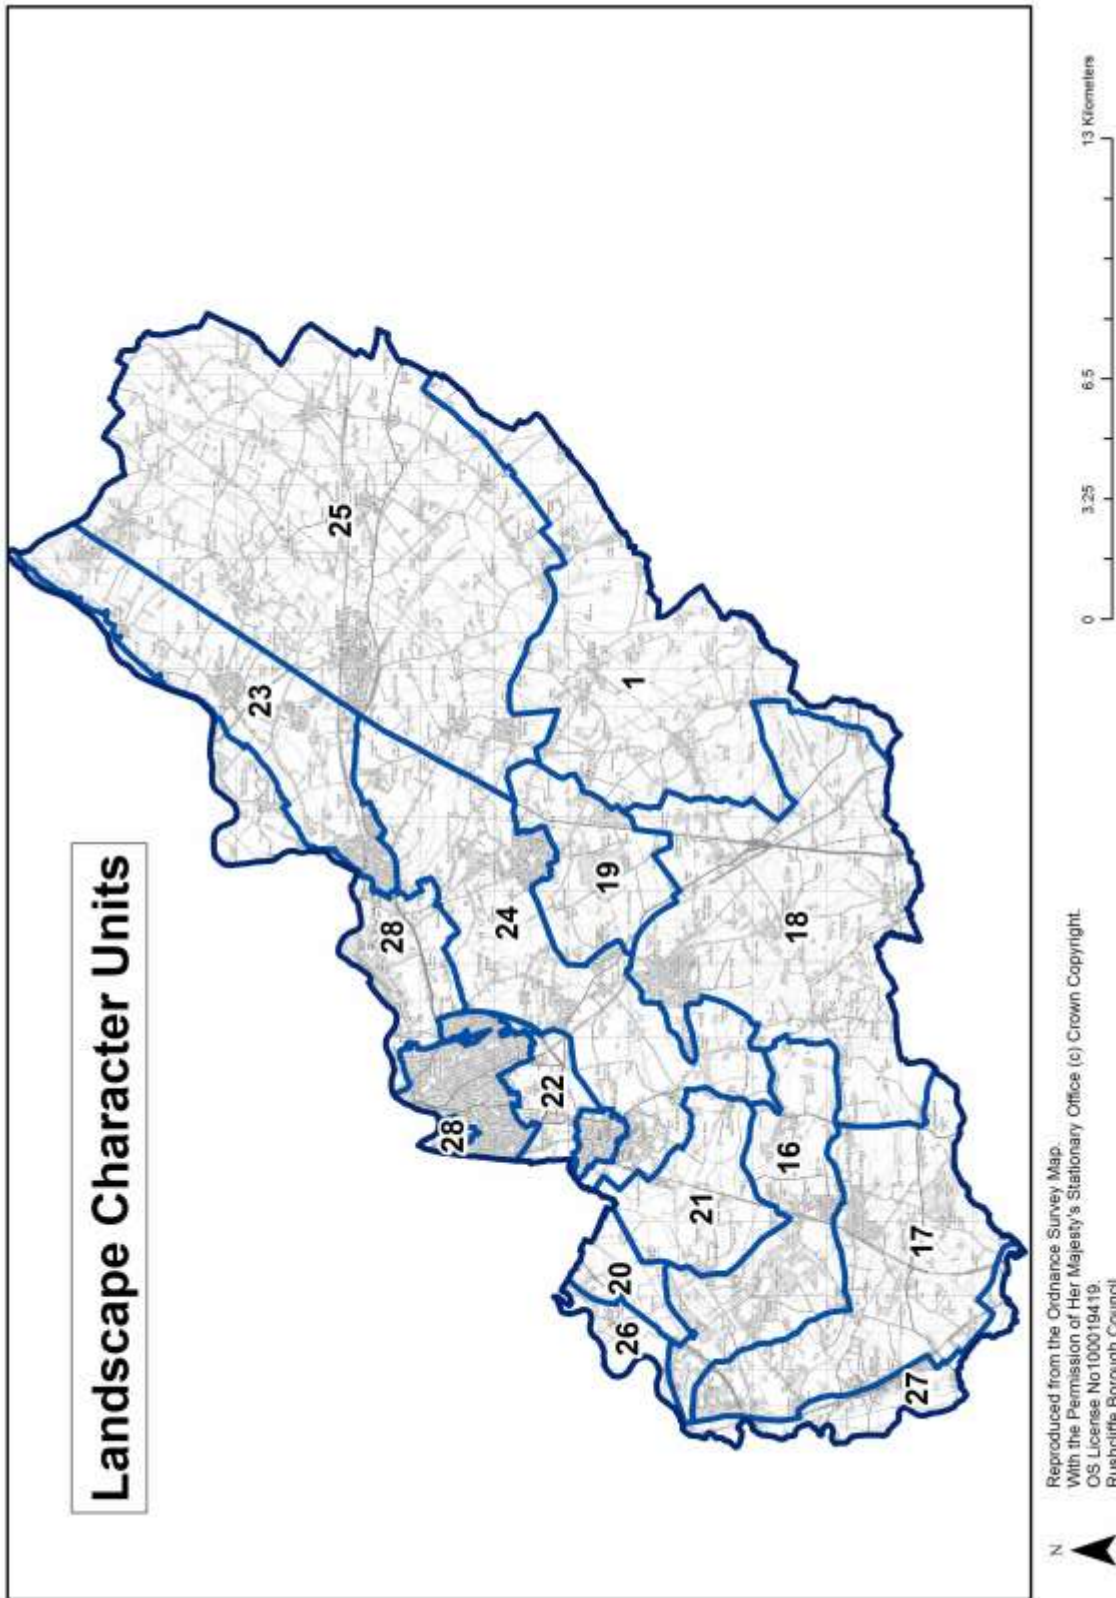 Landscape Character Units
23
25
28
24
28
22
1
19
20
26
21
16
18
17
27
N
Reproduced from the Ordnance Survey Map.
With the Permission of Her Majesty's Stationary Office (c) Crown Copyright.
OS License No100019419.
Rushcliffe Borough Council
0 3.25 6.5 13 Kilometers